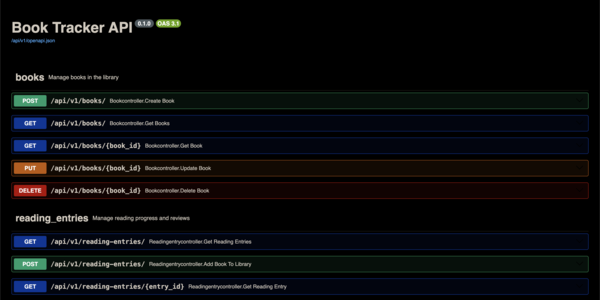 Book Tracker API 0.1.0 OAS 3.1
/api/v1/openapi.json
books Manage books in the library
POST /api/v1/books/ Bookcontroller.Create Book
GET /api/v1/books/ Bookcontroller.Get Books
GET /api/v1/books/{book_id} Bookcontroller.Get Book
PUT /api/v1/books/{book_id} Bookcontroller.Update Book
DELETE /api/v1/books/{book_id} Bookcontroller.Delete Book
reading_entries Manage reading progress and reviews
GET /api/v1/reading-entries/ Readingentrycontroller.Get Reading Entries
POST /api/v1/reading-entries/ Readingentrycontroller.Add Book To Library
GET /api/v1/reading-entries/{entry_id} Readingentrycontroller.Get Reading Entry